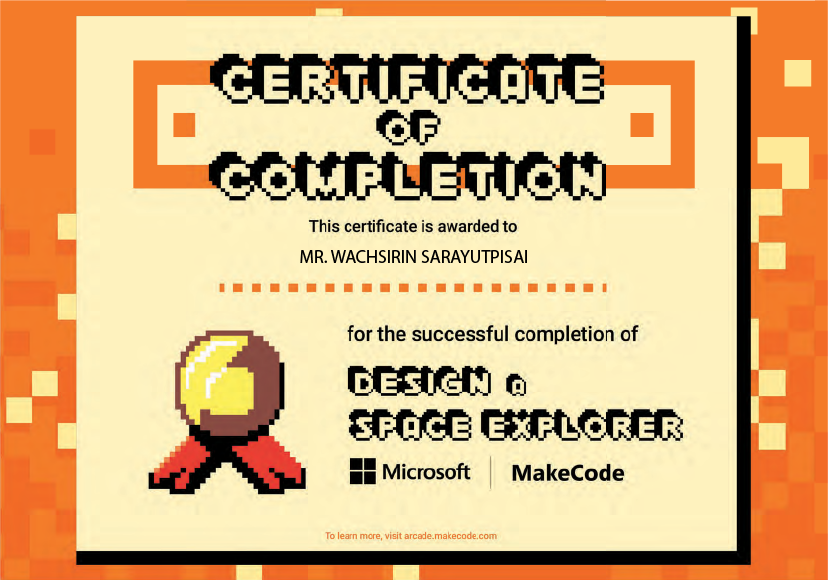 CERTIFICATE
OF
COMPLETION
This certificate is awarded to
MR. WACHSIRIN SARAYUTPISAI
for the successful completion of
DESIGN a
SPACE EXPLORER
Microsoft MakeCode
To learn more, visit arcade.makecode.com